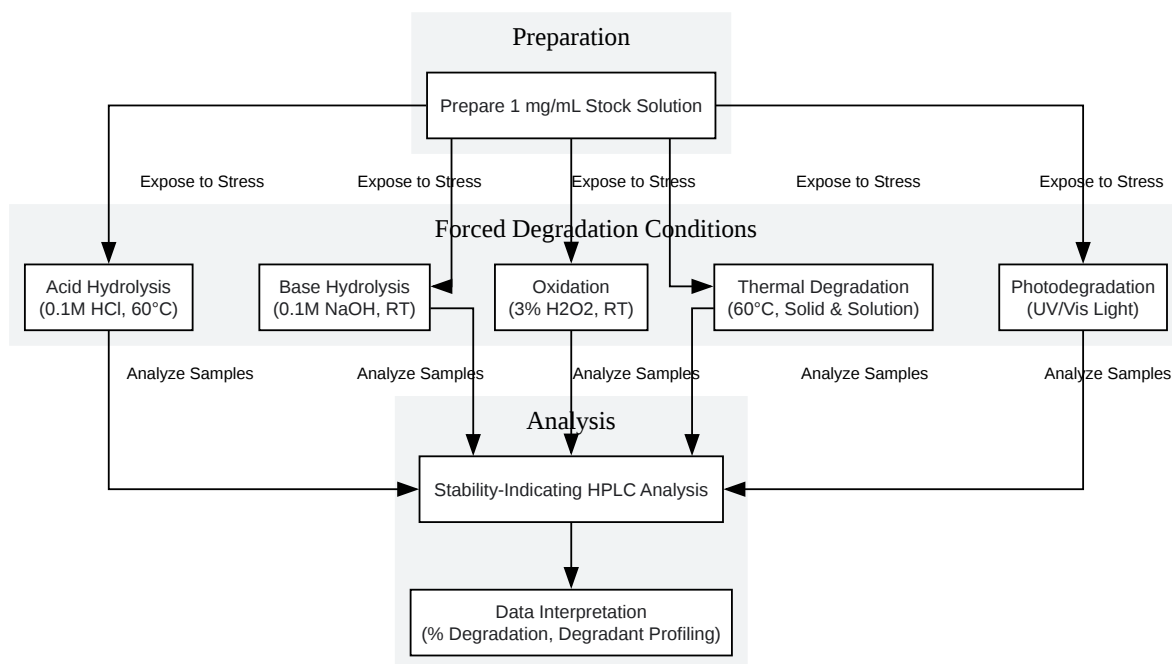 Preparation
Prepare 1 mg/mL Stock Solution
Expose to Stress
Expose to Stress
Expose to Stress
Expose to Stress
Expose to Stress
Forced Degradation Conditions
Acid Hydrolysis
(0.1M HCl, 60°C)
Base Hydrolysis
(0.1M NaOH, RT)
Oxidation
(3% H2O2, RT)
Thermal Degradation
(60°C, Solid & Solution)
Photodegradation
(UV/Vis Light)
Analyze Samples
Analyze Samples
Analyze Samples
Analyze Samples
Analyze Samples
Analysis
Stability-Indicating HPLC Analysis
Data Interpretation
(% Degradation, Degradant Profiling)